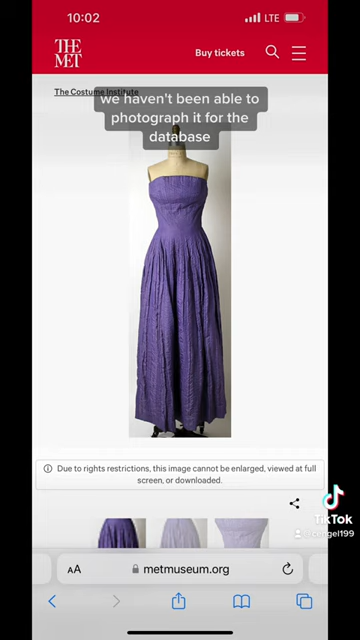 10:02
LTE
THE
MET
Buy tickets
The Costume Institute
we haven't been able to
photograph it for the
database
Due to rights restrictions, this image cannot be enlarged, viewed at full
screen, or downloaded.
TikTok
AA
metmuseum.org